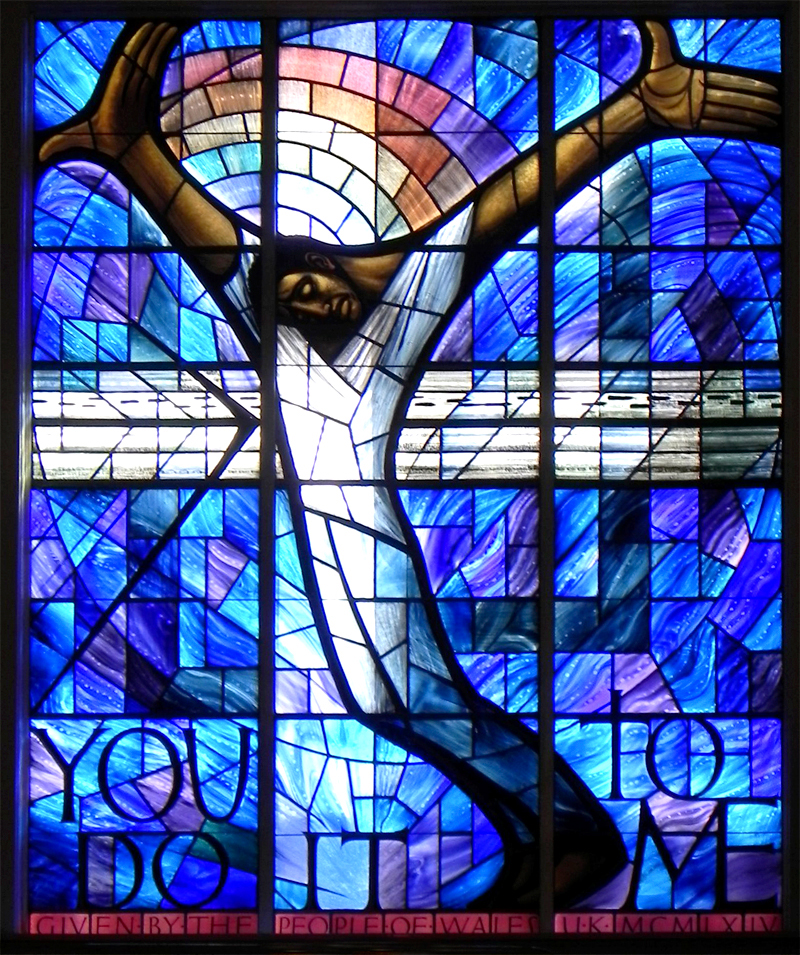 YOU TO
DO IT ME
GIVEN·BY·THE PEOPLE·OF·WALES U·K·MCMLXIV